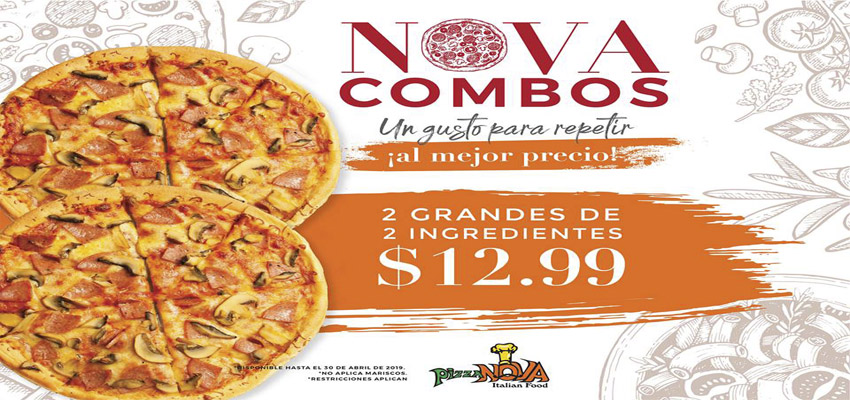 NOVA
COMBOS
Un gusto para repetir
¡al mejor precio!
2 GRANDES DE
2 INGREDIENTES
$12.99
DISPONIBLE HASTA EL 30 DE ABRIL DE 2019.
*NO APLICA MARISCOS.
*RESTRICCIONES APLICAN
Pizza NOVA
Italian Food